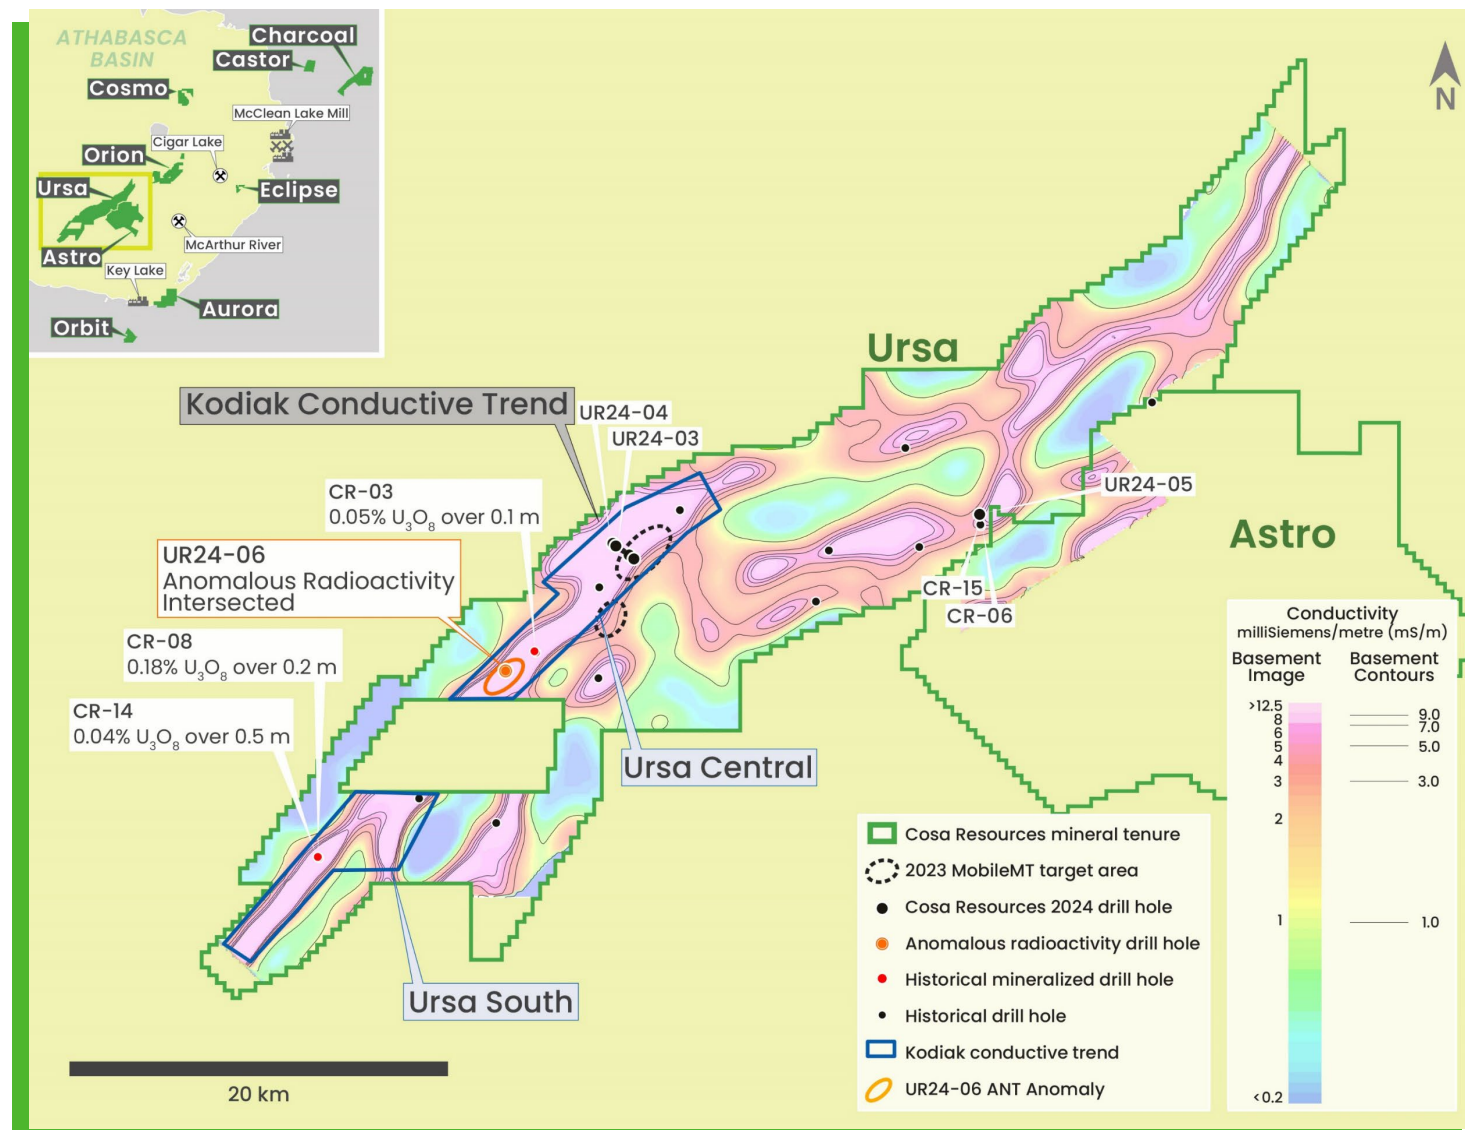 ATHABASCA
BASIN
Charcoal
Castor
Cosmo
McClean Lake Mill
Cigar Lake
Orion
Ursa
Eclipse
McArthur River
Astro
Key Lake
Aurora
Orbit
N
Ursa
Kodiak Conductive Trend
UR24-04
UR24-03
CR-03
0.05% U₃O₈ over 0.1 m
UR24-05
UR24-06
Anomalous Radioactivity
Intersected
Astro
CR-15
CR-06
CR-08
0.18% U₃O₈ over 0.2 m
CR-14
0.04% U₃O₈ over 0.5 m
Ursa Central
Ursa South
20 km
Cosa Resources mineral tenure
2023 MobileMT target area
Cosa Resources 2024 drill hole
Anomalous radioactivity drill hole
Historical mineralized drill hole
Historical drill hole
Kodiak conductive trend
UR24-06 ANT Anomaly
Conductivity
milliSiemens/metre (mS/m)
Basement
Image
Basement
Contours
>12.5
8
6
5
4
3
2
1
<0.2
9.0
7.0
5.0
3.0
1.0